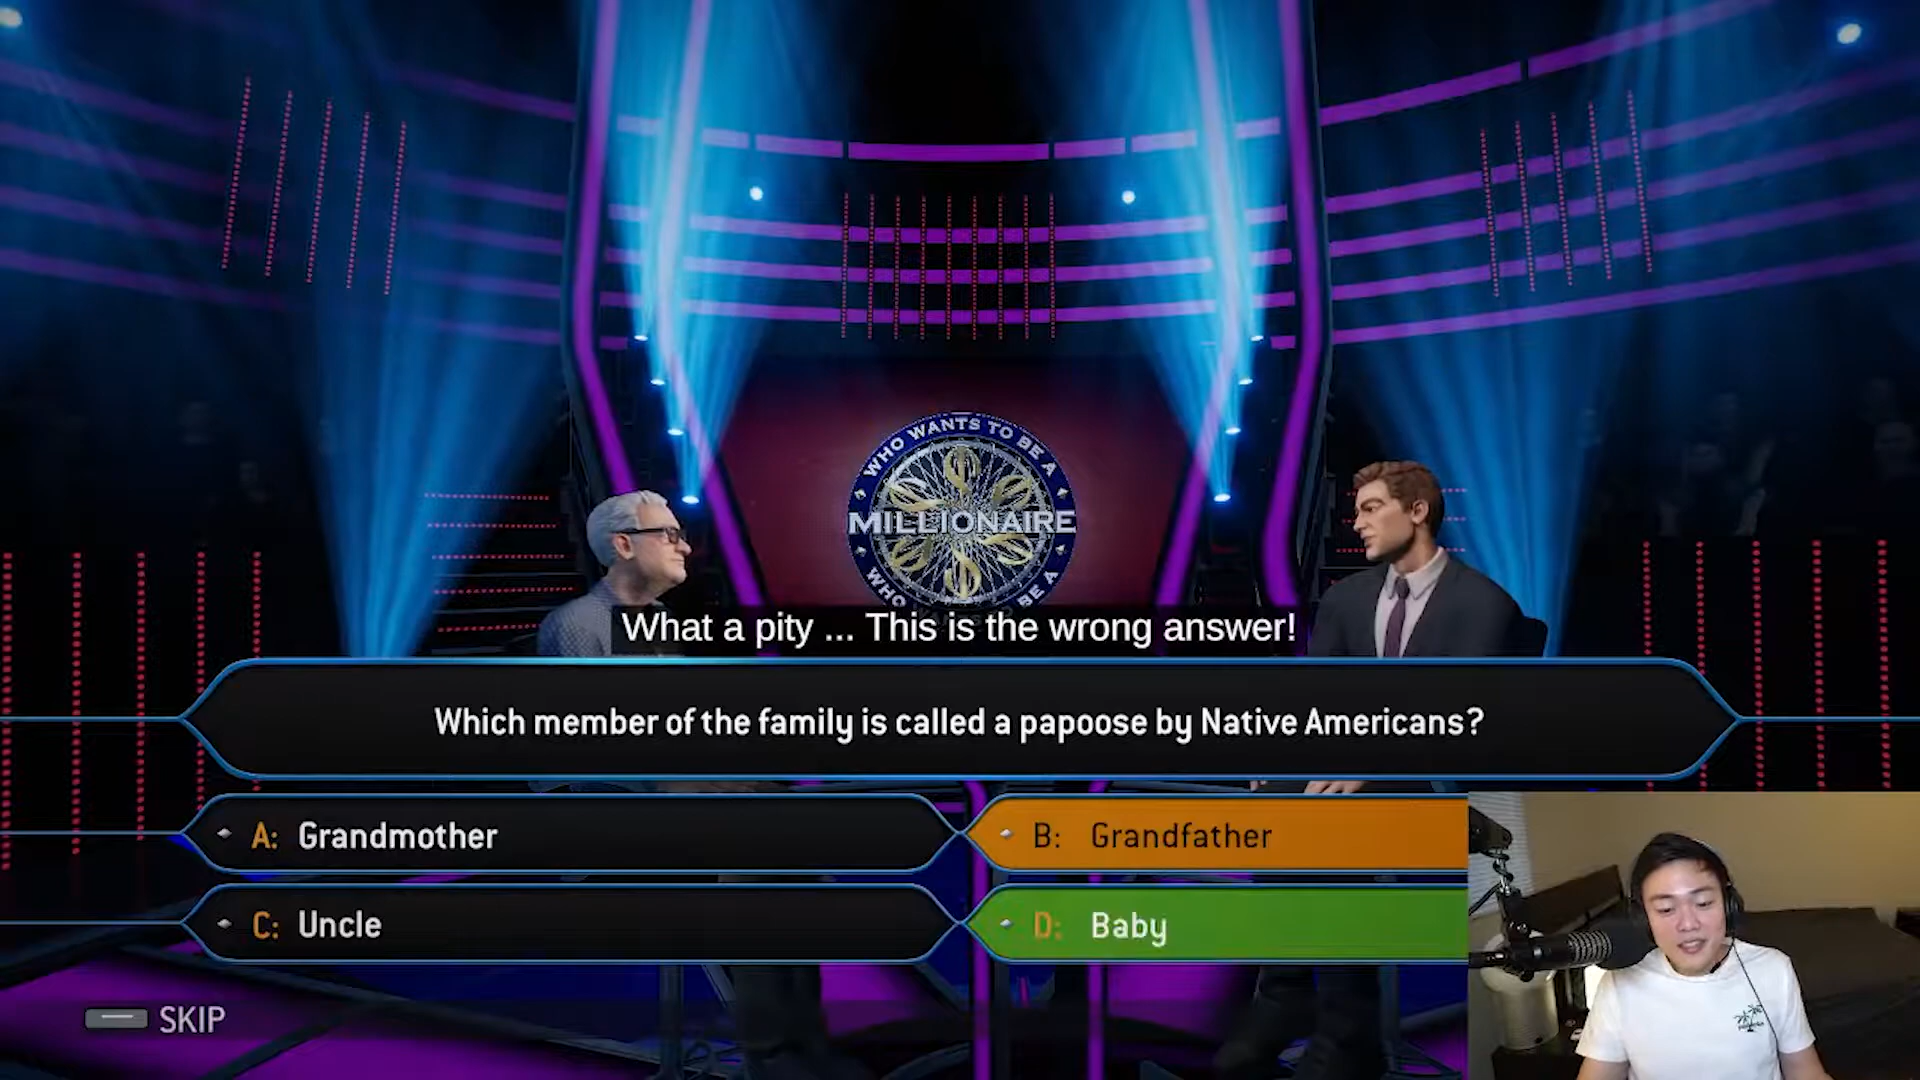 WHO WANTS TO BE A
MILLIONAIRE
What a pity ... This is the wrong answer!
Which member of the family is called a papoose by Native Americans?
A: Grandmother
B: Grandfather
C: Uncle
D: Baby
SKIP